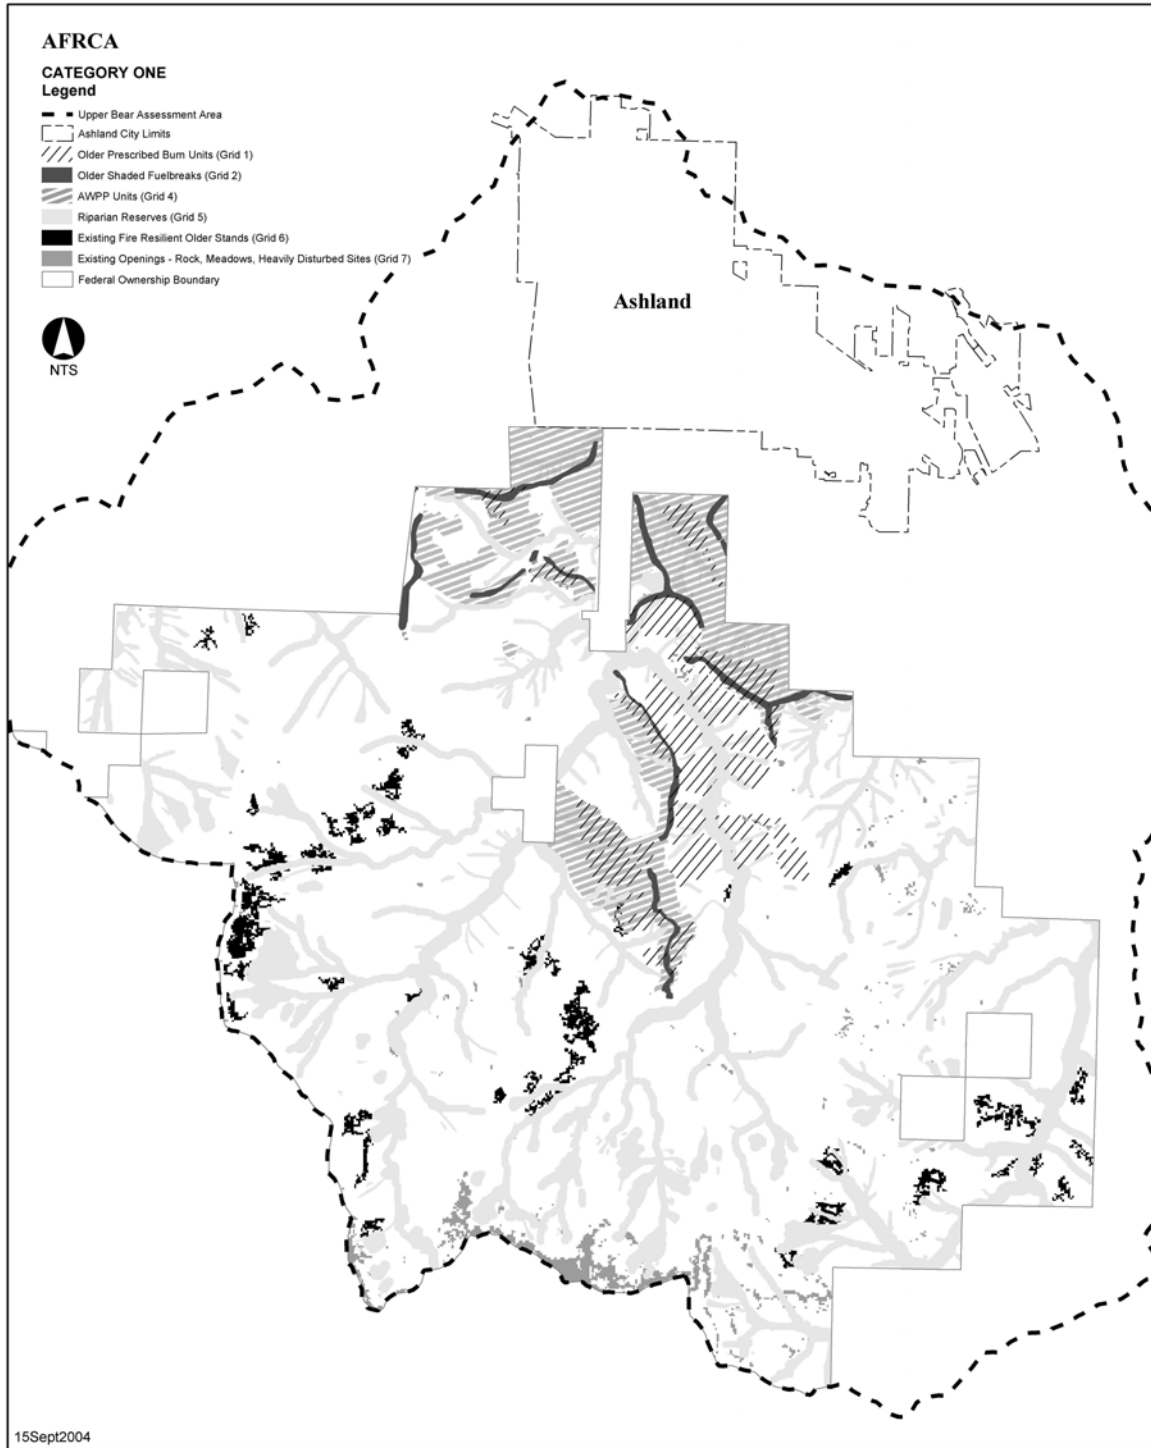 AFRCA
CATEGORY ONE
Legend
Upper Bear Assessment Area
Ashland City Limits
Older Prescribed Burn Units (Grid 1)
Older Shaded Fuelbreaks (Grid 2)
AWPP Units (Grid 4)
Riparian Reserves (Grid 5)
Existing Fire Resilient Older Stands (Grid 6)
Existing Openings - Rock, Meadows, Heavily Disturbed Sites (Grid 7)
Federal Ownership Boundary
NTS
Ashland
15Sept2004